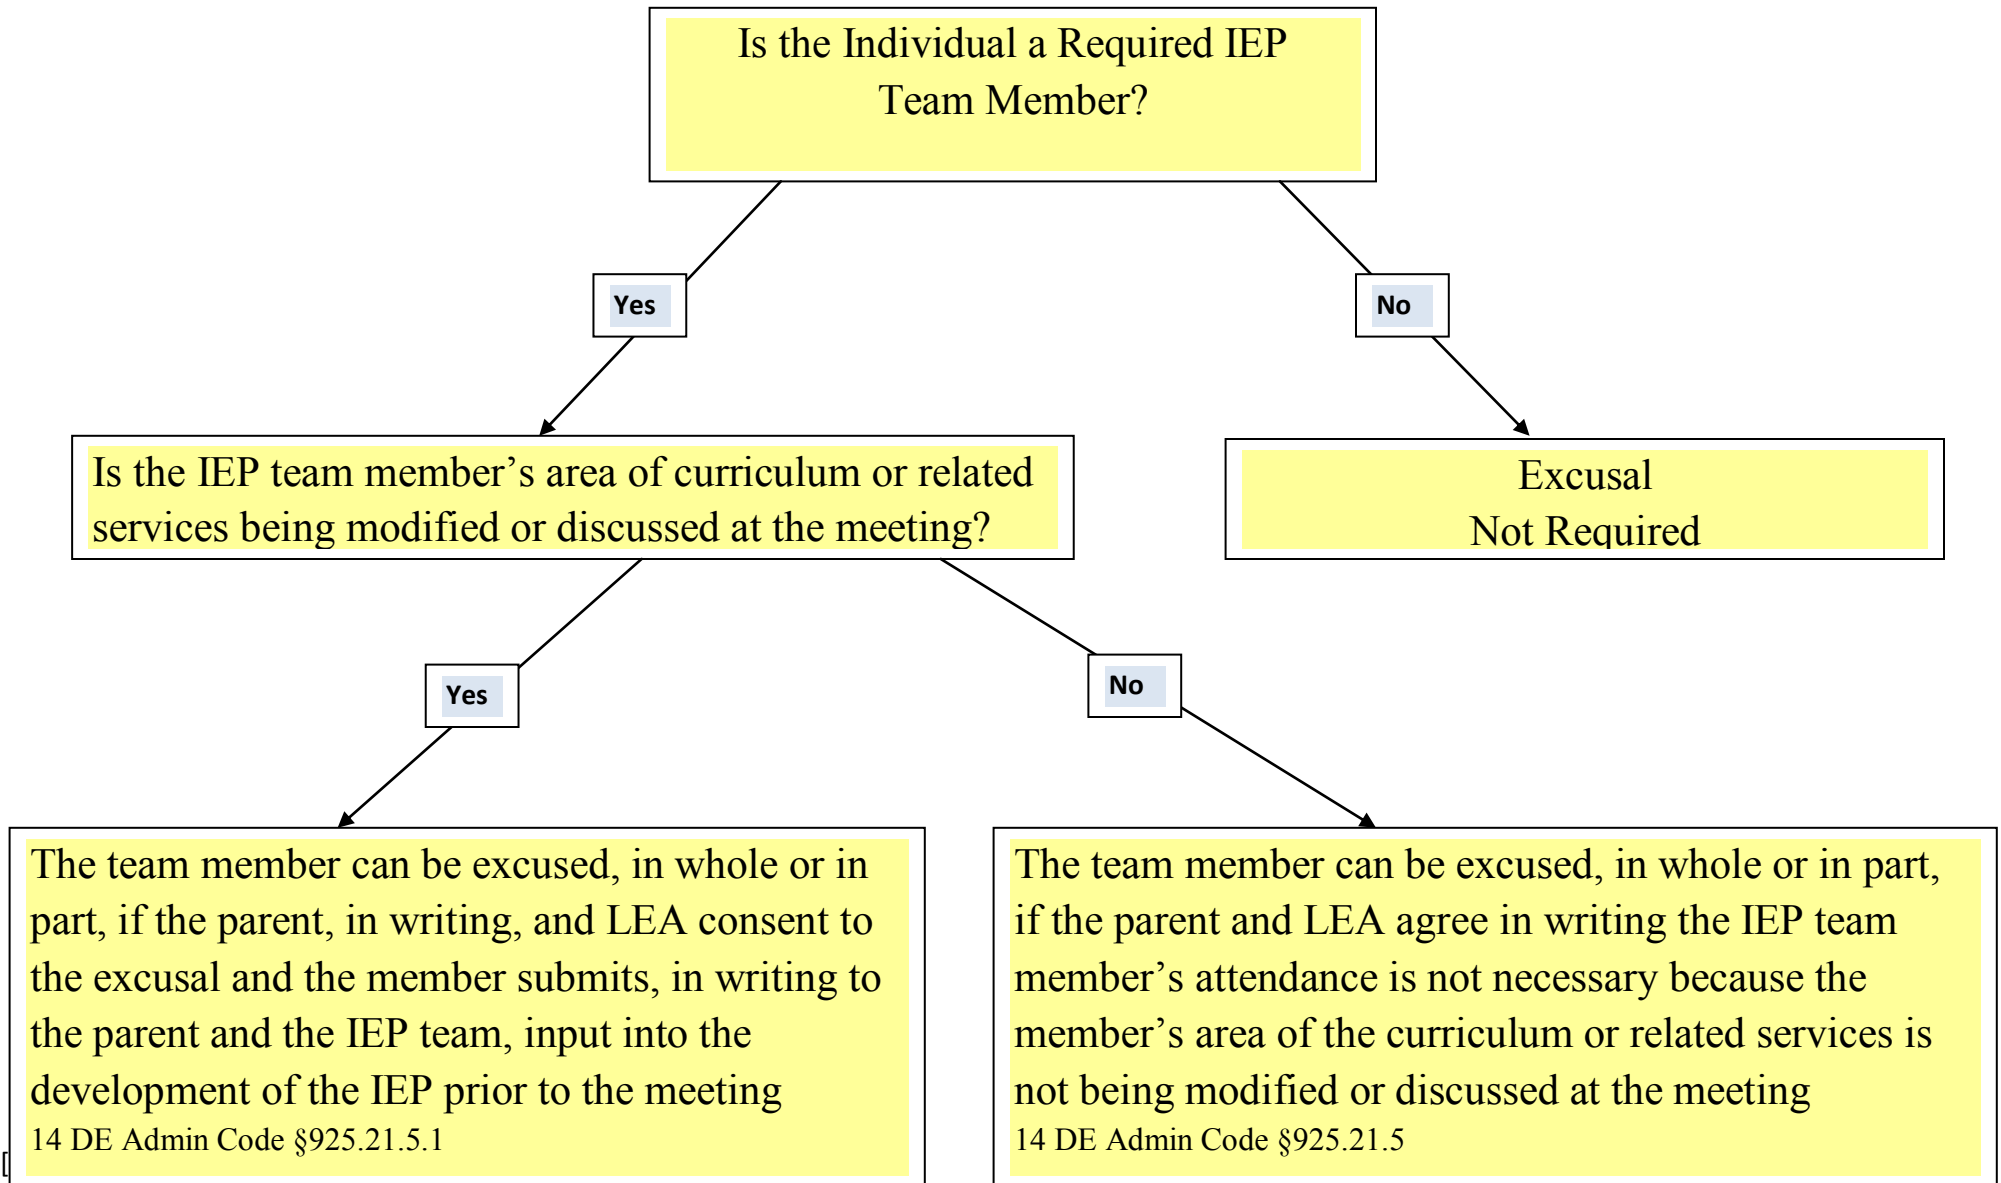 Is the Individual a Required IEP
Team Member?
Yes
No
Is the IEP team member’s area of curriculum or related
services being modified or discussed at the meeting?
Excusal
Not Required
Yes
No
The team member can be excused, in whole or in
part, if the parent, in writing, and LEA consent to
the excusal and the member submits, in writing to
the parent and the IEP team, input into the
development of the IEP prior to the meeting
14 DE Admin Code §925.21.5.1
The team member can be excused, in whole or in part,
if the parent and LEA agree in writing the IEP team
member’s attendance is not necessary because the
member’s area of the curriculum or related services is
not being modified or discussed at the meeting
14 DE Admin Code §925.21.5